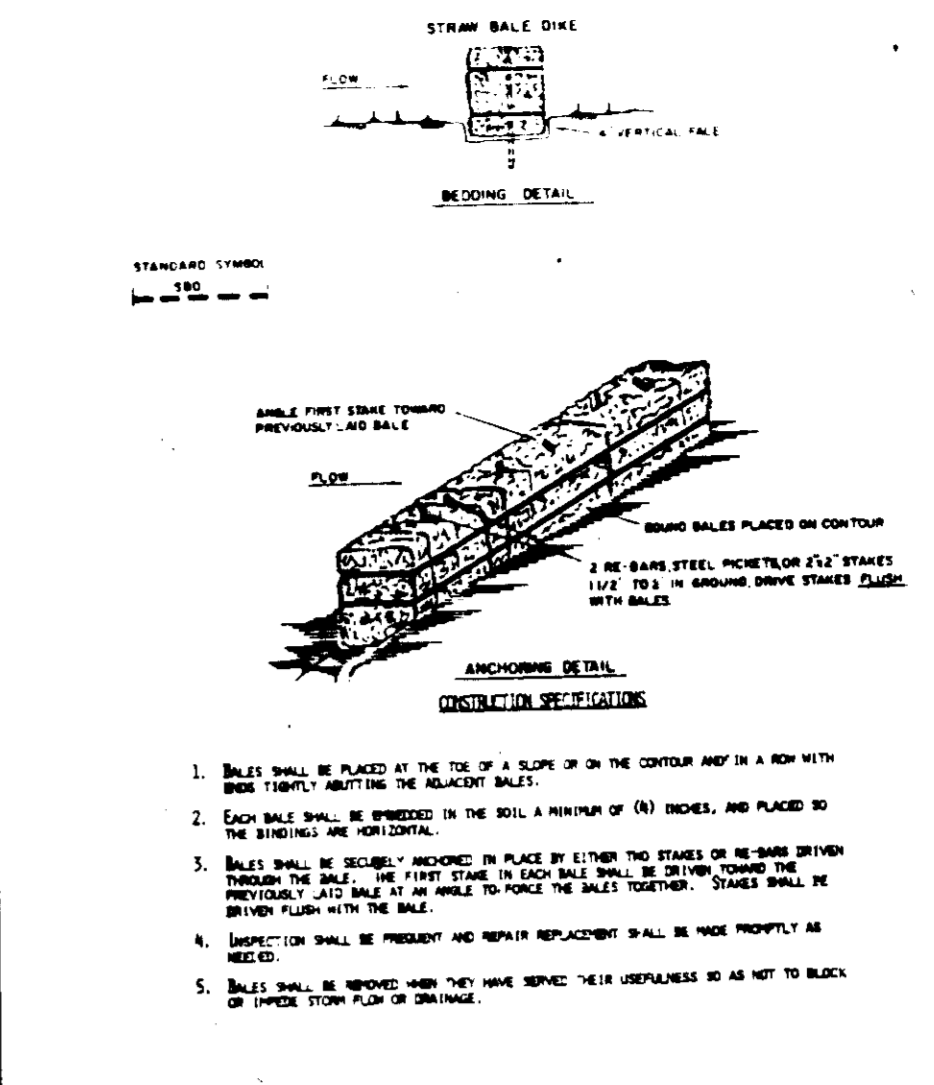 STRAW BALE DIKE
FLOW
4" VERTICAL FACE
BEDDING DETAIL
STANDARD SYMBOL
SBD
ANGLE FIRST STAKE TOWARD
PREVIOUSLY LAID BALE
FLOW
BOUND BALES PLACED ON CONTOUR
2 RE-BARS, STEEL PICKETS, OR 2"x2" STAKES
1 1/2' TO 2' IN GROUND, DRIVE STAKES FLUSH
WITH BALES.
ANCHORING DETAIL
CONSTRUCTION SPECIFICATIONS
1. BALES SHALL BE PLACED AT THE TOE OF A SLOPE OR ON THE CONTOUR AND IN A ROW WITH
ENDS TIGHTLY ABUTTING THE ADJACENT BALES.
2. EACH BALE SHALL BE EMBEDDED IN THE SOIL A MINIMUM OF (4) INCHES, AND PLACED SO
THE BINDINGS ARE HORIZONTAL.
3. BALES SHALL BE SECURELY ANCHORED IN PLACE BY EITHER TWO STAKES OR RE-BARS DRIVEN
THROUGH THE BALE. THE FIRST STAKE IN EACH BALE SHALL BE DRIVEN TOWARD THE
PREVIOUSLY LAID BALE AT AN ANGLE TO FORCE THE BALES TOGETHER. STAKES SHALL BE
DRIVEN FLUSH WITH THE BALE.
4. INSPECTION SHALL BE FREQUENT AND REPAIR REPLACEMENT SHALL BE MADE PROMPTLY AS
NEEDED.
5. BALES SHALL BE REMOVED WHEN THEY HAVE SERVED THEIR USEFULNESS SO AS NOT TO BLOCK
OR IMPEDE STORM FLOW OR DRAINAGE.